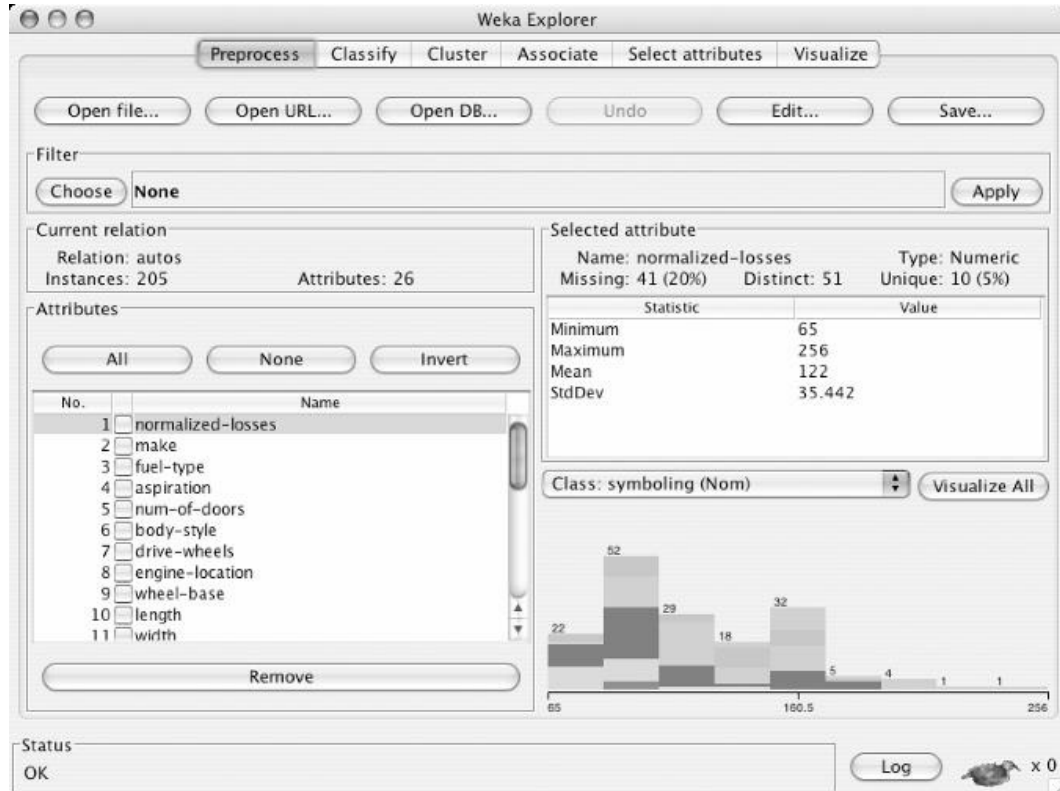 Weka Explorer
Preprocess Classify Cluster Associate Select attributes Visualize
Open file... Open URL... Open DB... Undo Edit... Save...
Filter
Choose None Apply
Current relation
Relation: autos
Instances: 205 Attributes: 26
Attributes
All None Invert
No. Name
1 normalized-losses
2 make
3 fuel-type
4 aspiration
5 num-of-doors
6 body-style
7 drive-wheels
8 engine-location
9 wheel-base
10 length
11 width
Remove
Selected attribute
Name: normalized-losses Type: Numeric
Missing: 41 (20%) Distinct: 51 Unique: 10 (5%)
Statistic Value
Minimum 65
Maximum 256
Mean 122
StdDev 35.442
Class: symboling (Nom) Visualize All
22 52 29 18 32 5 4 1 1
65 160.5 256
Status
OK
Log x 0